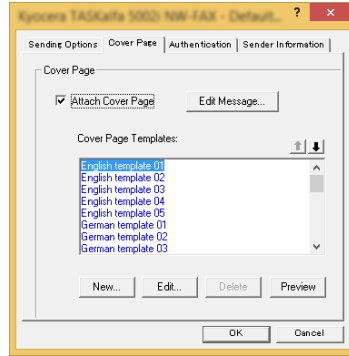 Kyocera TASKalfa 5002i NW-FAX - Default... ?
Sending Options Cover Page Authentication Sender Information
Cover Page
Attach Cover Page Edit Message...
Cover Page Templates:
English template 01
English template 02
English template 03
English template 04
English template 05
German template 01
German template 02
German template 03
New... Edit... Delete Preview
OK Cancel